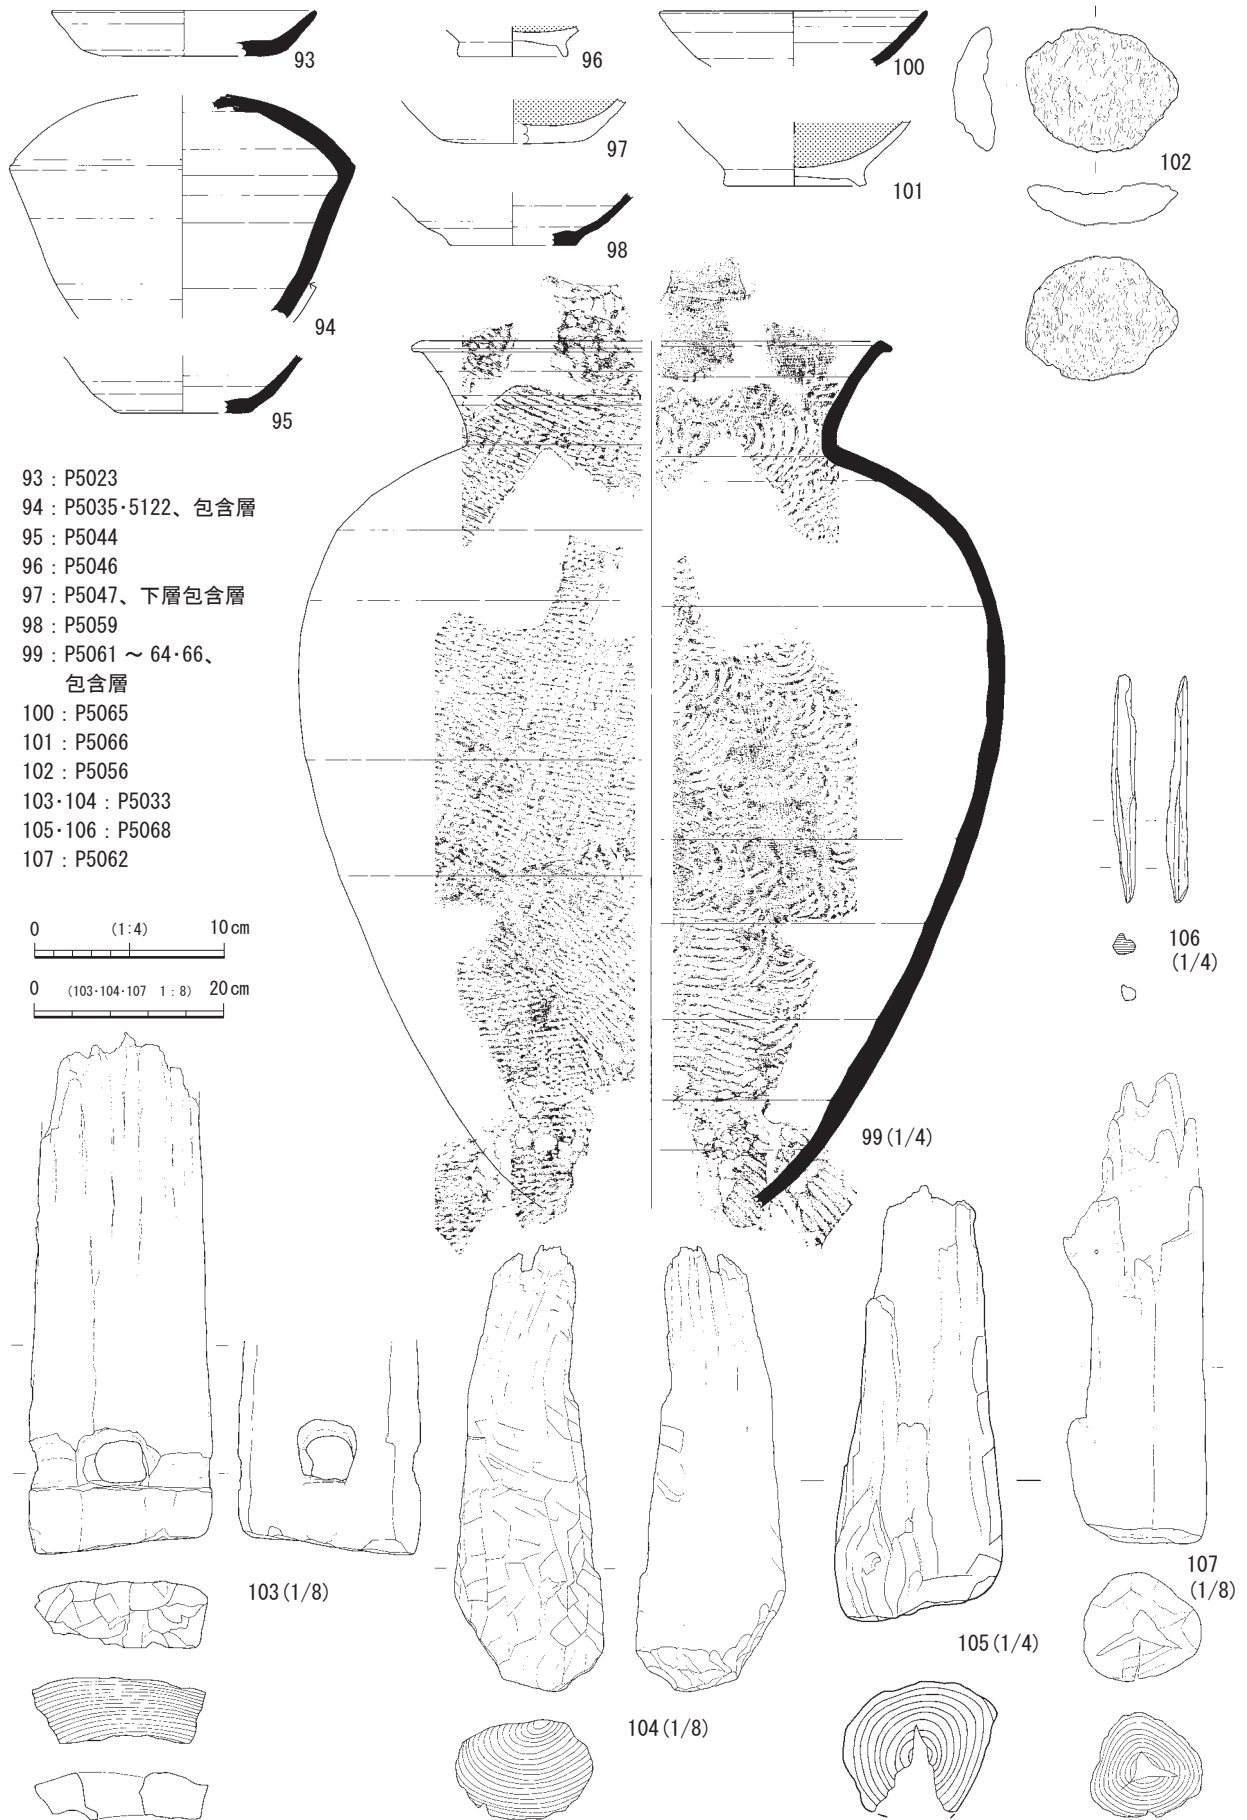 93
96
100
97
102
101
98
94
95
93 : P5023
94 : P5035・5122、包含層
95 : P5044
96 : P5046
97 : P5047、下層包含層
98 : P5059
99 : P5061 ～ 64・66、
包含層
100 : P5065
101 : P5066
102 : P5056
103・104 : P5033
105・106 : P5068
107 : P5062
0 (1:4) 10 cm
0 (103・104・107 1 : 8) 20 cm
106
(1/4)
99 (1/4)
103 (1/8)
107
(1/8)
105 (1/4)
104 (1/8)